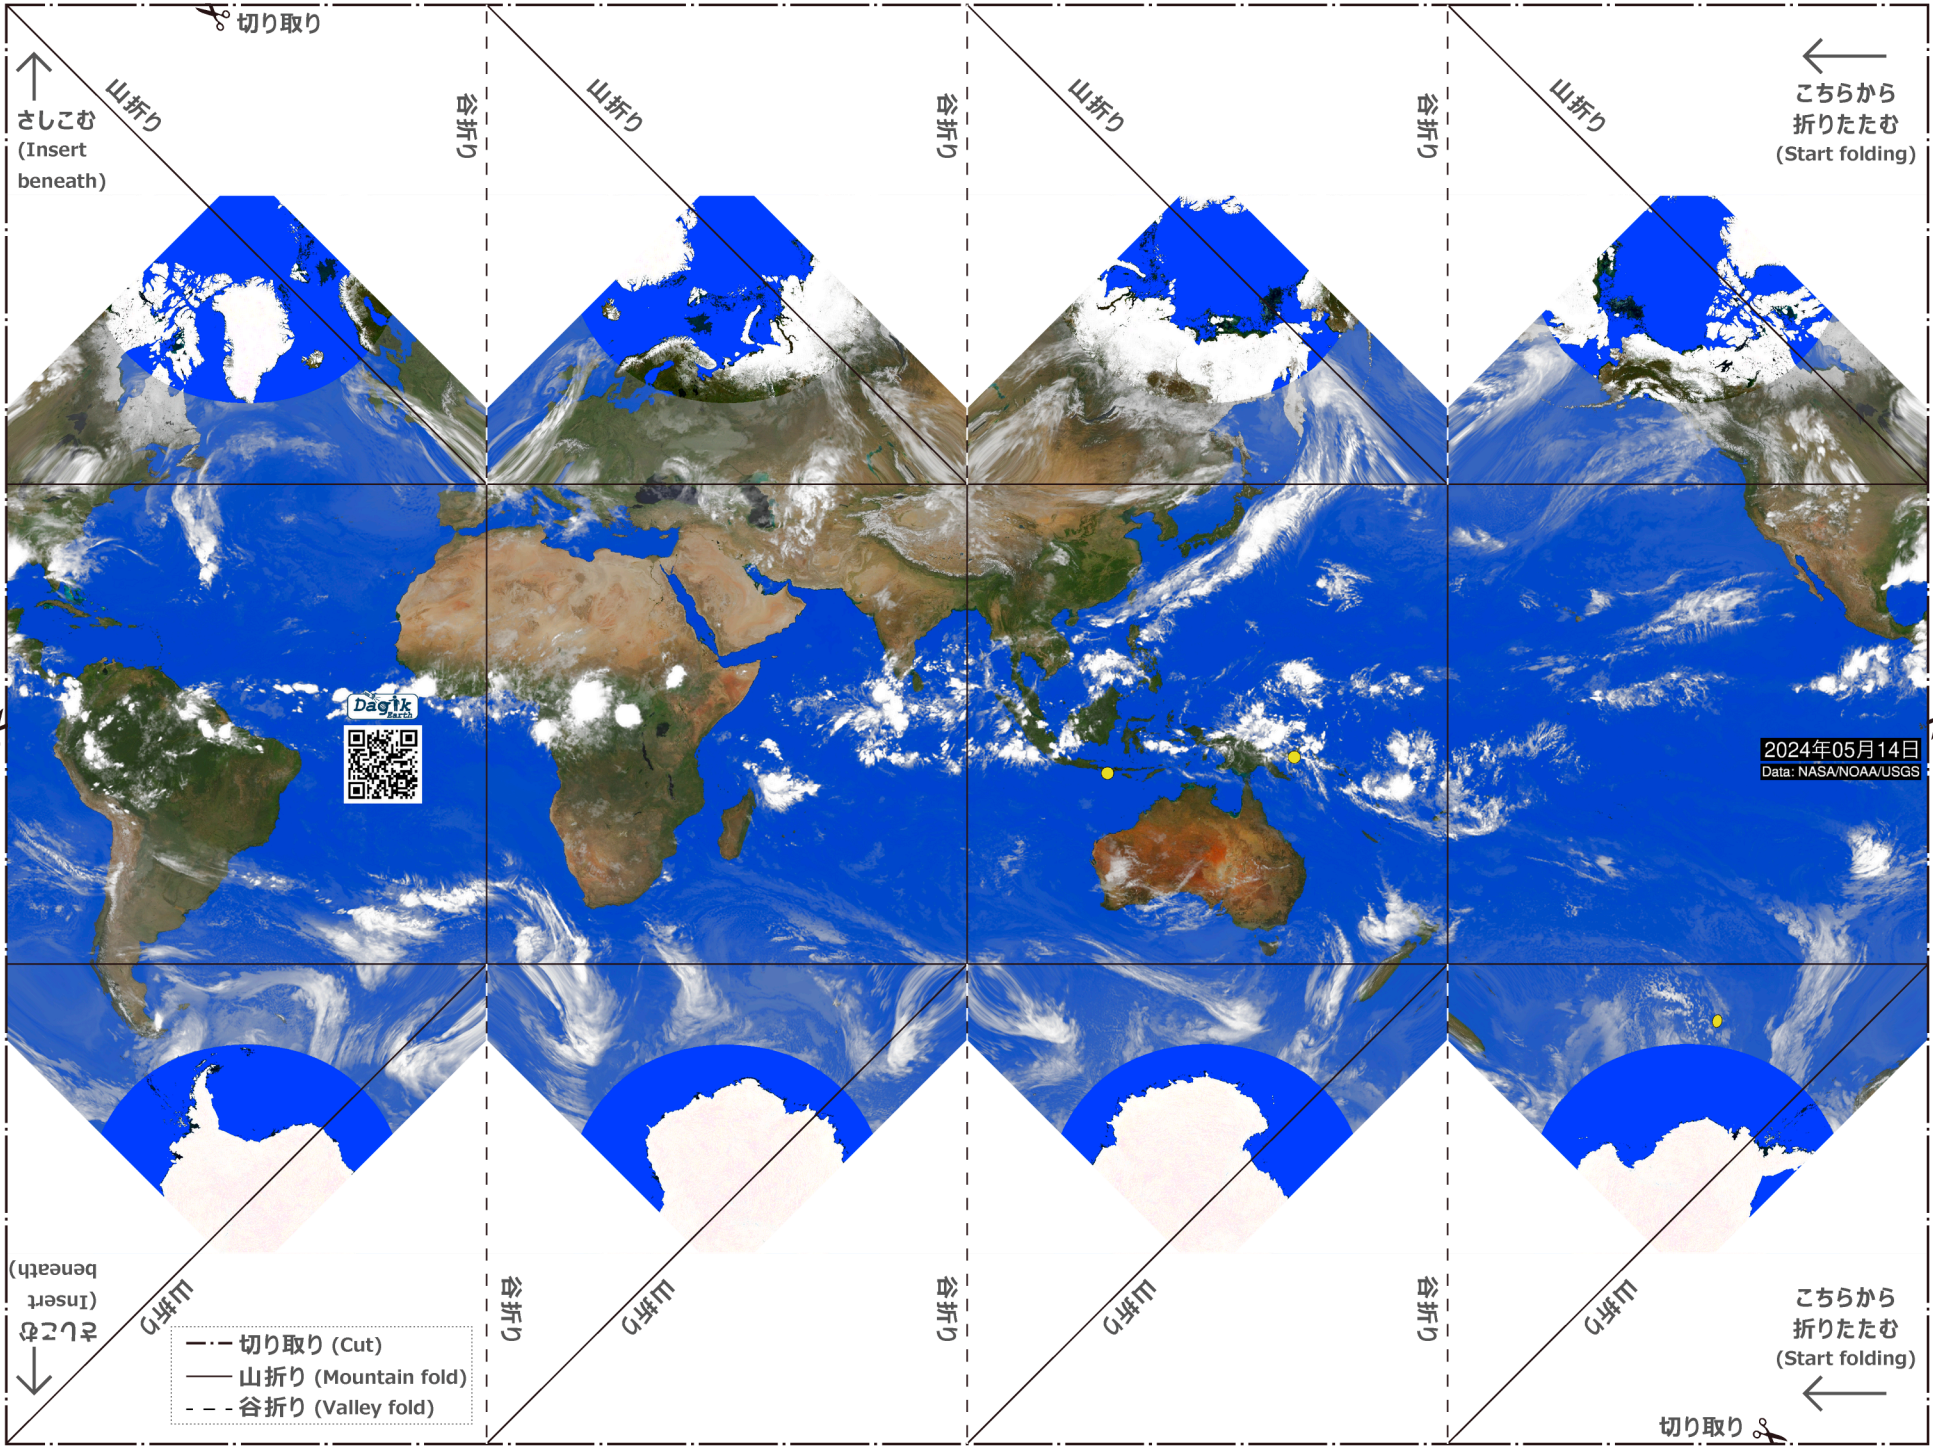 切り取り
山折り
谷折り
山折り
谷折り
山折り
谷折り
山折り
さしこむ
(Insert
beneath)
こちらから
折りたたむ
(Start folding)
Dagik
Earth
2024年05月14日
Data: NASA/NOAA/USGS
さしこむ
(Insert
beneath)
山折り
谷折り
山折り
谷折り
山折り
谷折り
山折り
こちらから
折りたたむ
(Start folding)
切り取り (Cut)
山折り (Mountain fold)
谷折り (Valley fold)
切り取り